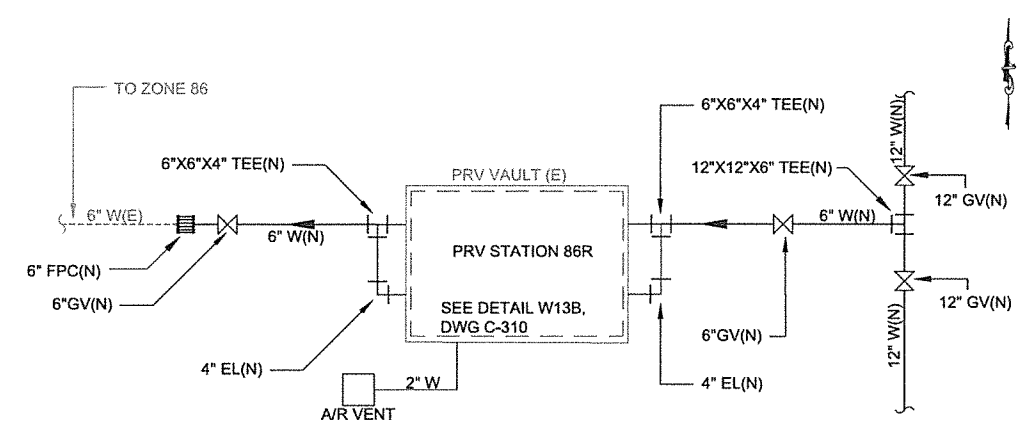 TO ZONE 86
6"X6"X4" TEE(N)
12" W(N)
6"X6"X4" TEE(N)
PRV VAULT (E)
12"X12"X6" TEE(N)
12" GV(N)
6" W(E)
6" W(N)
6" W(N)
PRV STATION 86R
6" FPC(N)
6"GV(N)
SEE DETAIL W13B,
DWG C-310
12" GV(N)
6"GV(N)
12" W(N)
4" EL(N)
2" W
4" EL(N)
A/R VENT